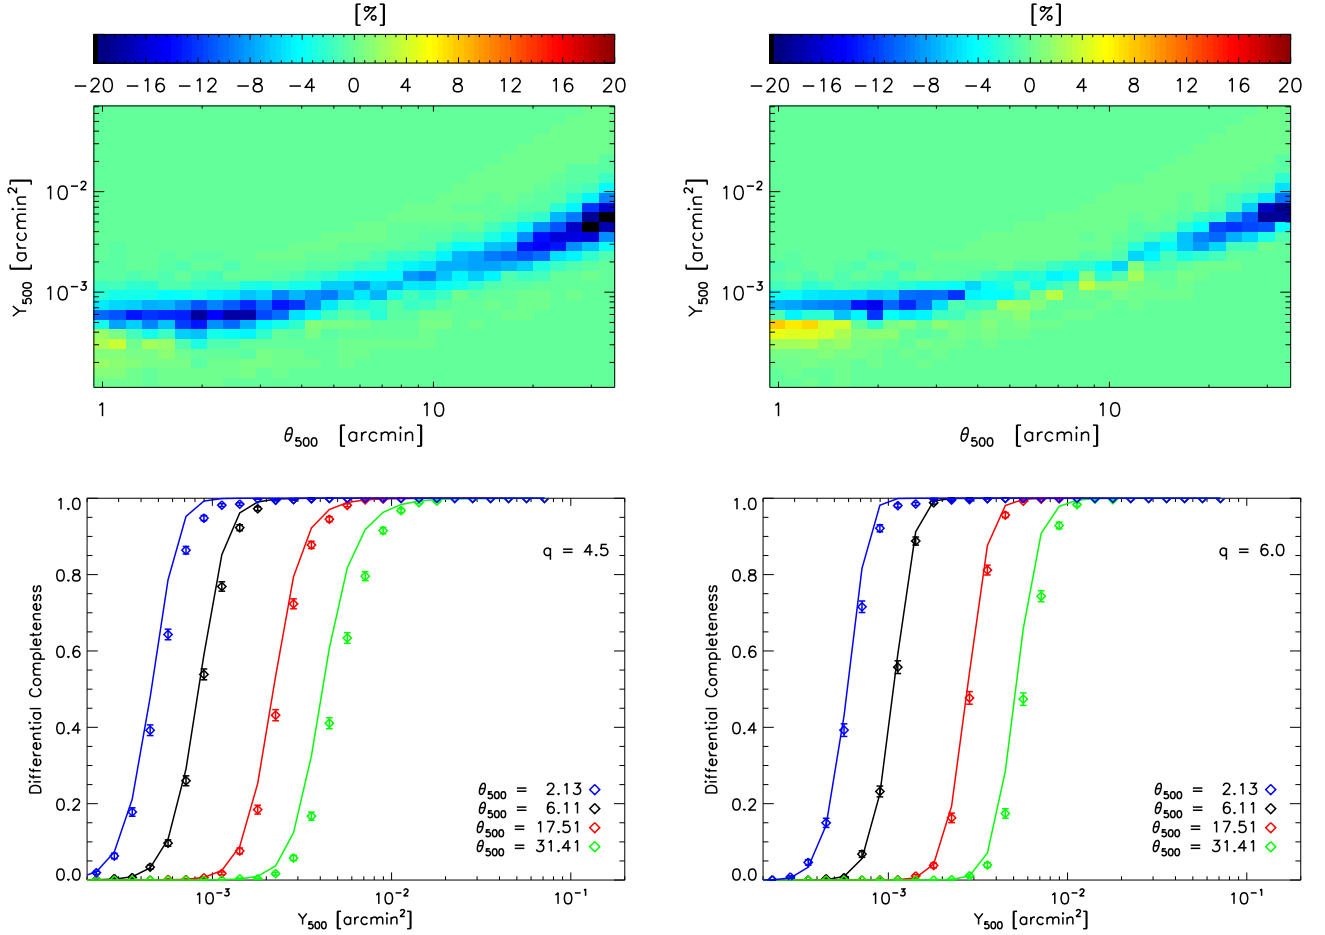 [%] [%]
−20 −16 −12 −8 −4 0 4 8 12 16 20 −20 −16 −12 −8 −4 0 4 8 12 16 20
Y500 [arcmin2] Y500 [arcmin2]
10−2 10−2
10−3 10−3
1 10 1 10
θ500 [arcmin] θ500 [arcmin]
Differential Completeness Differential Completeness
1.0 1.0
q = 4.5 q = 6.0
0.8 0.8
0.6 0.6
0.4 0.4
θ500 = 2.13 θ500 = 2.13
0.2 θ500 = 6.11 0.2 θ500 = 6.11
θ500 = 17.51 θ500 = 17.51
θ500 = 31.41 θ500 = 31.41
0.0 0.0
10−3 10−2 10−1 10−3 10−2 10−1
Y500 [arcmin2] Y500 [arcmin2]